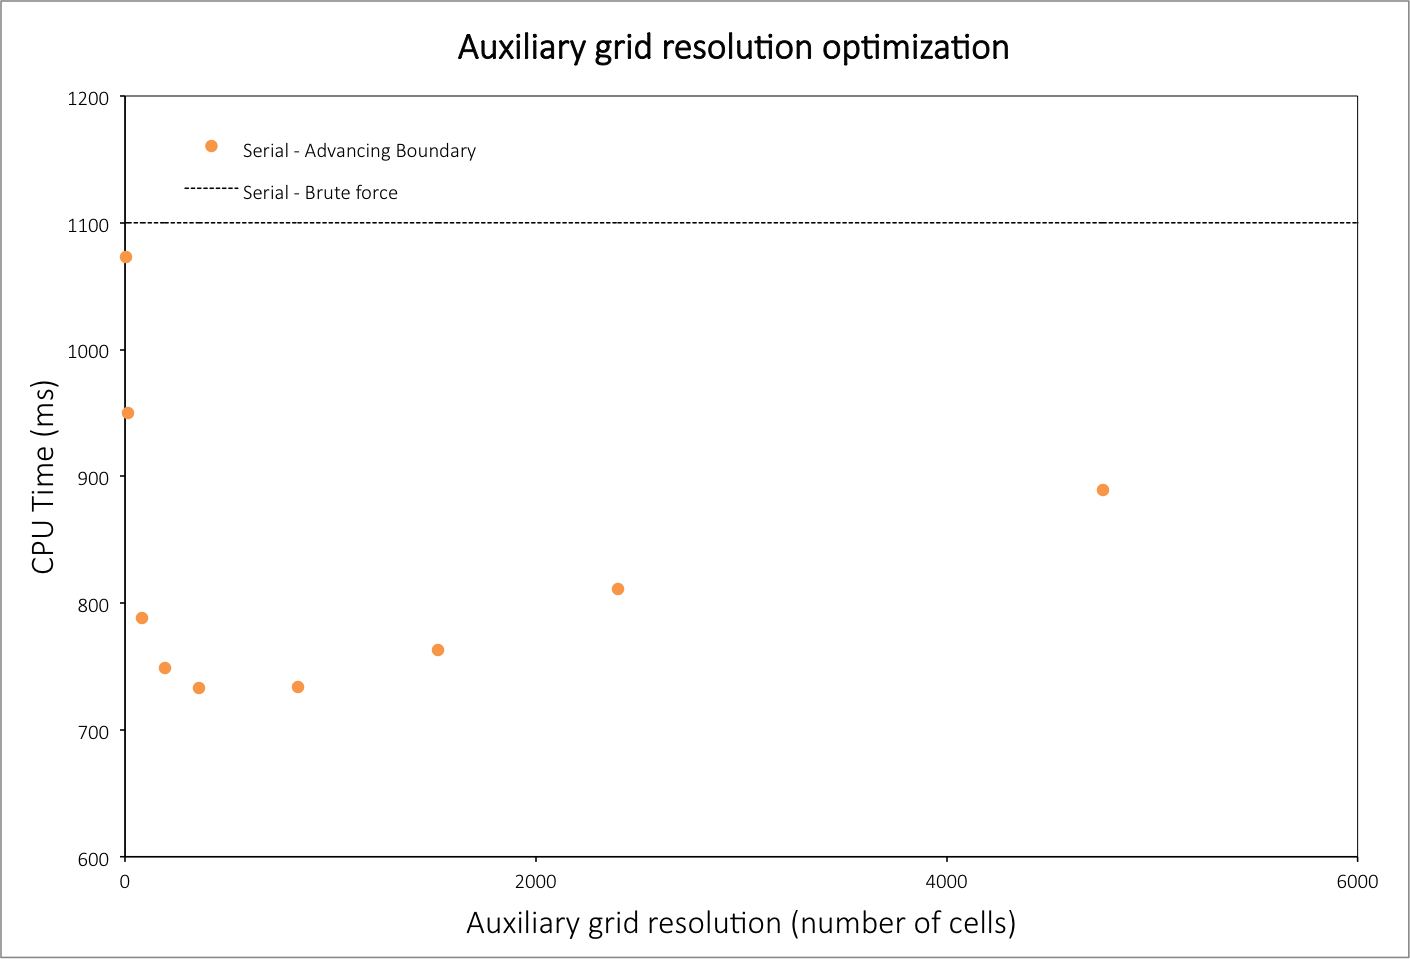 Auxiliary grid resolution optimization
1200
Serial - Advancing Boundary
Serial - Brute force
1100
1000
900
800
700
600
CPU Time (ms)
0 2000 4000 6000
Auxiliary grid resolution (number of cells)